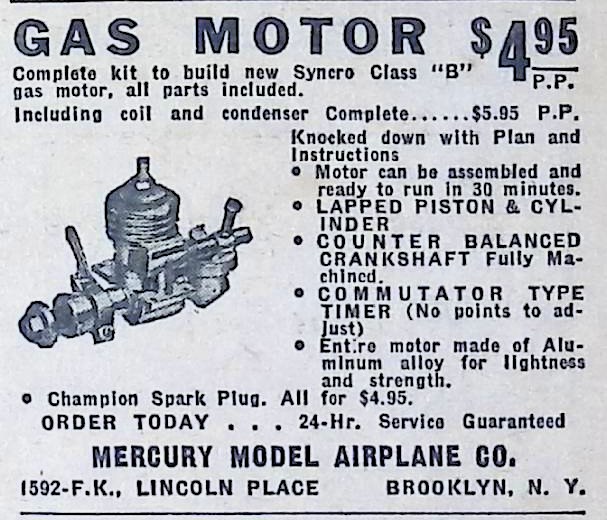 GAS MOTOR $4.95
P.P.
Complete kit to build new Syncro Class "B"
gas motor, all parts included.
Including coil and condenser Complete......$5.95 P.P.
Knocked down with Plan and
Instructions
• Motor can be assembled and
ready to run in 30 minutes.
• LAPPED PISTON & CYL-
INDER
• COUNTER BALANCED
CRANKSHAFT Fully Ma-
chined.
• COMMUTATOR TYPE
TIMER (No points to ad-
just)
• Entire motor made of Alu-
minum alloy for lightness
and strength.
• Champion Spark Plug. All for $4.95.
ORDER TODAY . . . 24-Hr. Service Guaranteed
MERCURY MODEL AIRPLANE CO.
1592-F.K., LINCOLN PLACE BROOKLYN, N. Y.